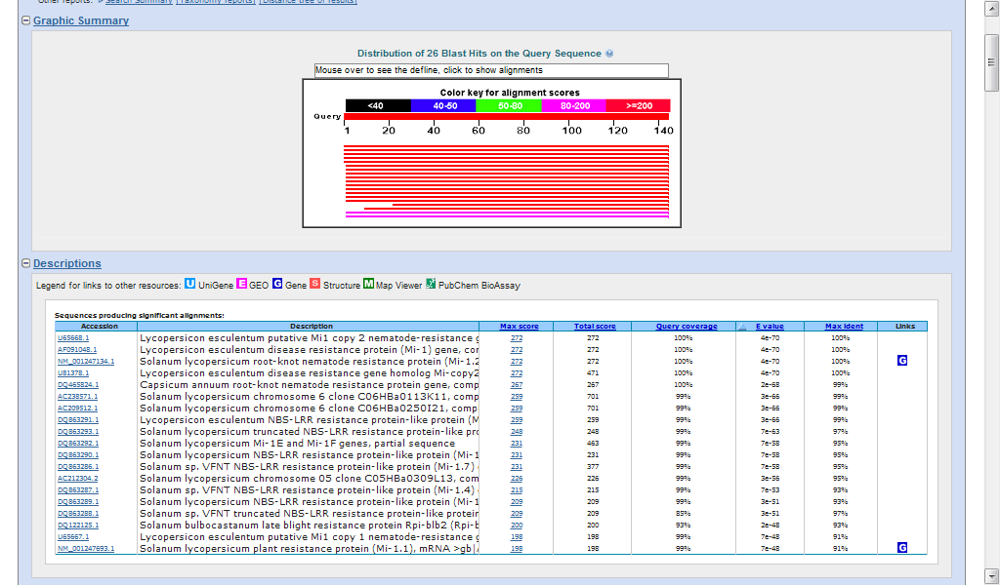 Other reports: Search Summary [Taxonomy reports] [Distance tree of results]
Graphic Summary
Distribution of 26 Blast Hits on the Query Sequence
Mouse over to see the defline, click to show alignments
Color key for alignment scores
<40 40-50 50-80 80-200 >=200
Query
1 20 40 60 80 100 120 140
Descriptions
Legend for links to other resources: U UniGene E GEO G Gene S Structure M Map Viewer PubChem BioAssay
Sequences producing significant alignments:
Accession Description Max score Total score Query coverage E value Max ident Links
U65668.1 Lycopersicon esculentum putative Mi1 copy 2 nematode-resistance g 272 272 100% 4e-70 100%
AF091048.1 Lycopersicon esculentum disease resistance protein (Mi-1) gene, cor 272 272 100% 4e-70 100%
NM_001247134.1 Solanum lycopersicum root-knot nematode resistance protein (Mi-1.2 272 272 100% 4e-70 100% G
U81378.1 Lycopersicon esculentum disease resistance gene homolog Mi-copy2 272 471 100% 4e-70 100%
DQ465824.1 Capsicum annuum root-knot nematode resistance protein gene, comp 267 267 100% 2e-68 99%
AC238571.1 Solanum lycopersicum chromosome 6 clone C06HBa0113K11, comp 259 701 99% 3e-66 99%
AC209512.1 Solanum lycopersicum chromosome 6 clone C06HBa0250I21, comp 259 701 99% 3e-66 99%
DQ863291.1 Lycopersicon esculentum NBS-LRR resistance protein-like protein (M 259 259 99% 3e-66 99%
DQ863293.1 Solanum lycopersicum truncated NBS-LRR resistance protein-like pro 248 248 99% 7e-63 97%
DQ863292.1 Solanum lycopersicum Mi-1E and Mi-1F genes, partial sequence 231 463 99% 7e-58 95%
DQ863290.1 Solanum lycopersicum NBS-LRR resistance protein-like protein (Mi-1 231 231 99% 7e-58 95%
DQ863286.1 Solanum sp. VFNT NBS-LRR resistance protein-like protein (Mi-1.7) 231 377 99% 7e-58 95%
AC212304.2 Solanum lycopersicum chromosome 05 clone C05HBa0309L13, com 226 226 99% 3e-56 95%
DQ863287.1 Solanum sp. VFNT NBS-LRR resistance protein-like protein (Mi-1.4) 215 215 99% 7e-53 93%
DQ863289.1 Solanum lycopersicum NBS-LRR resistance protein-like protein (Mi-1 209 209 99% 3e-51 93%
DQ863288.1 Solanum sp. VFNT truncated NBS-LRR resistance protein-like protein 209 209 85% 3e-51 97%
DQ122125.1 Solanum bulbocastanum late blight resistance protein Rpi-blb2 (Rpi-b 200 200 93% 2e-48 93%
U65667.1 Lycopersicon esculentum putative Mi1 copy 1 nematode-resistance g 198 198 99% 7e-48 91%
NM_001247693.1 Solanum lycopersicum plant resistance protein (Mi-1.1), mRNA >gb| 198 198 99% 7e-48 91% G